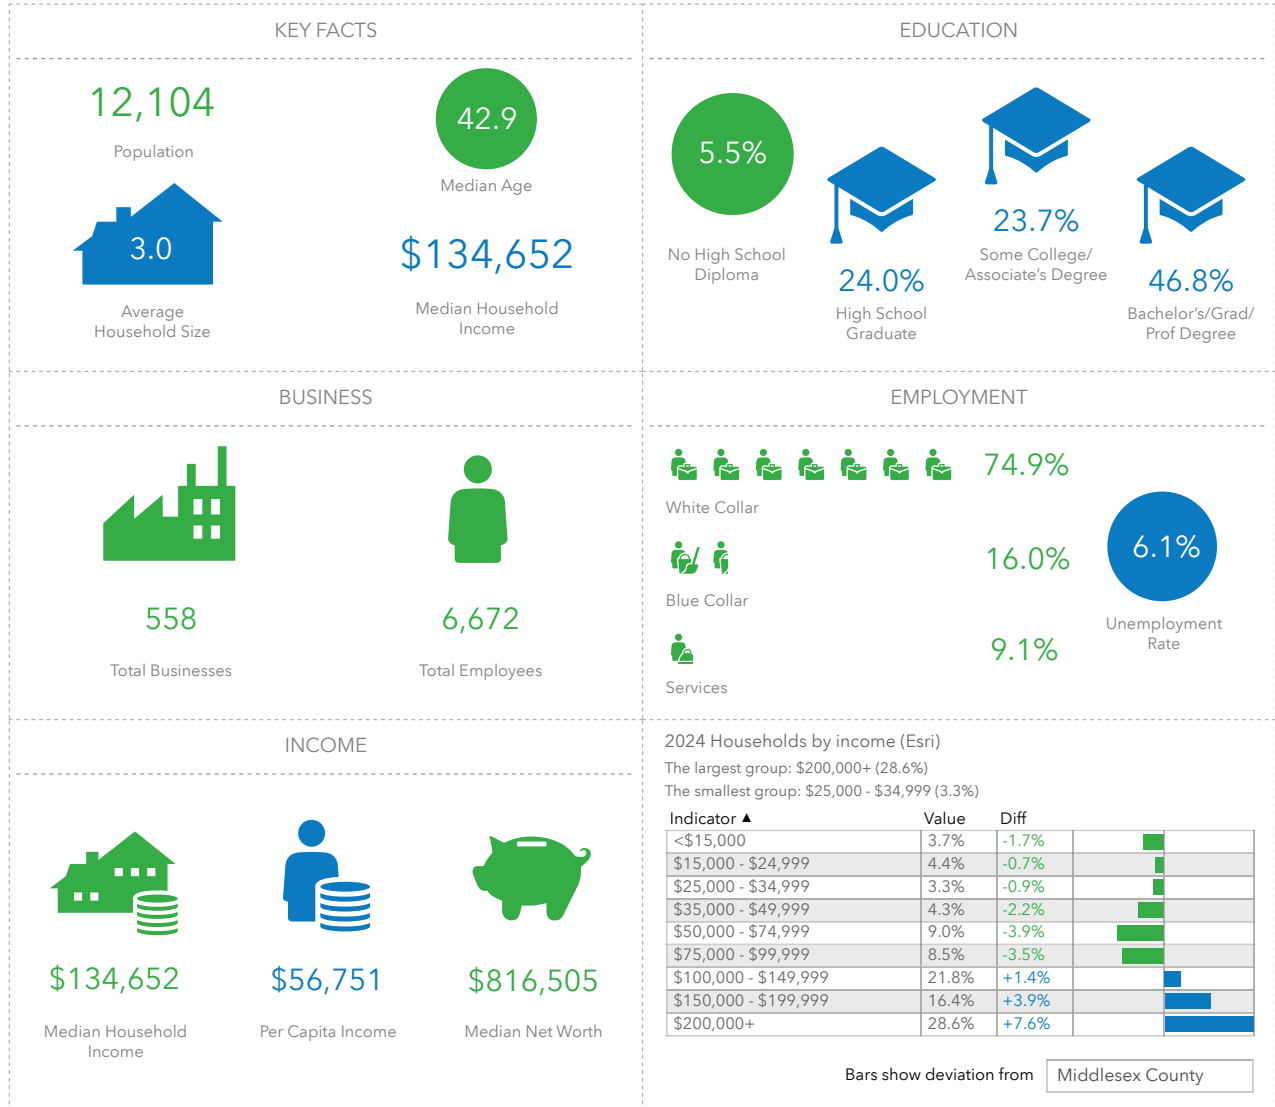 KEY FACTS
12,104
Population
42.9
Median Age
3.0
Average
Household Size
$134,652
Median Household
Income
EDUCATION
5.5%
No High School
Diploma
24.0%
High School
Graduate
23.7%
Some College/
Associate's Degree
46.8%
Bachelor's/Grad/
Prof Degree
BUSINESS
558
Total Businesses
6,672
Total Employees
EMPLOYMENT
74.9%
White Collar
16.0%
Blue Collar
9.1%
Services
6.1%
Unemployment
Rate
INCOME
$134,652
Median Household
Income
$56,751
Per Capita Income
$816,505
Median Net Worth
2024 Households by income (Esri)
The largest group: $200,000+ (28.6%)
The smallest group: $25,000 - $34,999 (3.3%)
Indicator ▲ Value Diff
<$15,000 3.7% -1.7%
$15,000 - $24,999 4.4% -0.7%
$25,000 - $34,999 3.3% -0.9%
$35,000 - $49,999 4.3% -2.2%
$50,000 - $74,999 9.0% -3.9%
$75,000 - $99,999 8.5% -3.5%
$100,000 - $149,999 21.8% +1.4%
$150,000 - $199,999 16.4% +3.9%
$200,000+ 28.6% +7.6%
Bars show deviation from Middlesex County